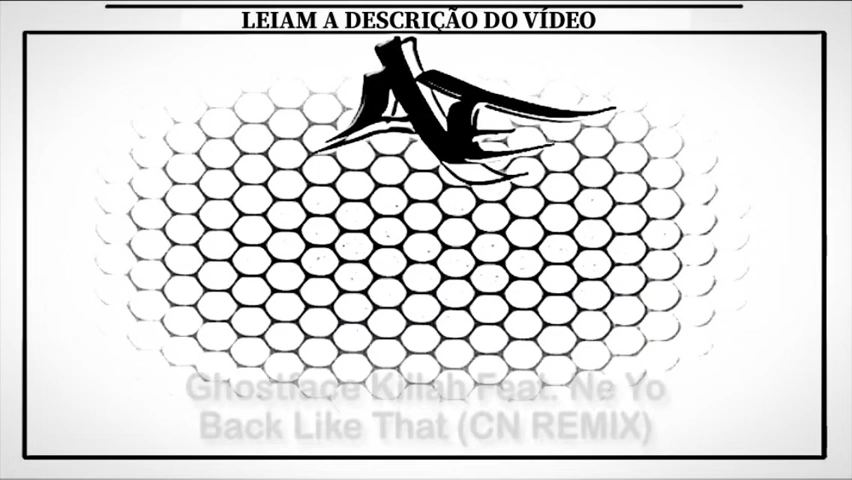 LEIAM A DESCRIÇÃO DO VÍDEO
Ghostface Killah Feat. Ne Yo
Back Like That (CN REMIX)